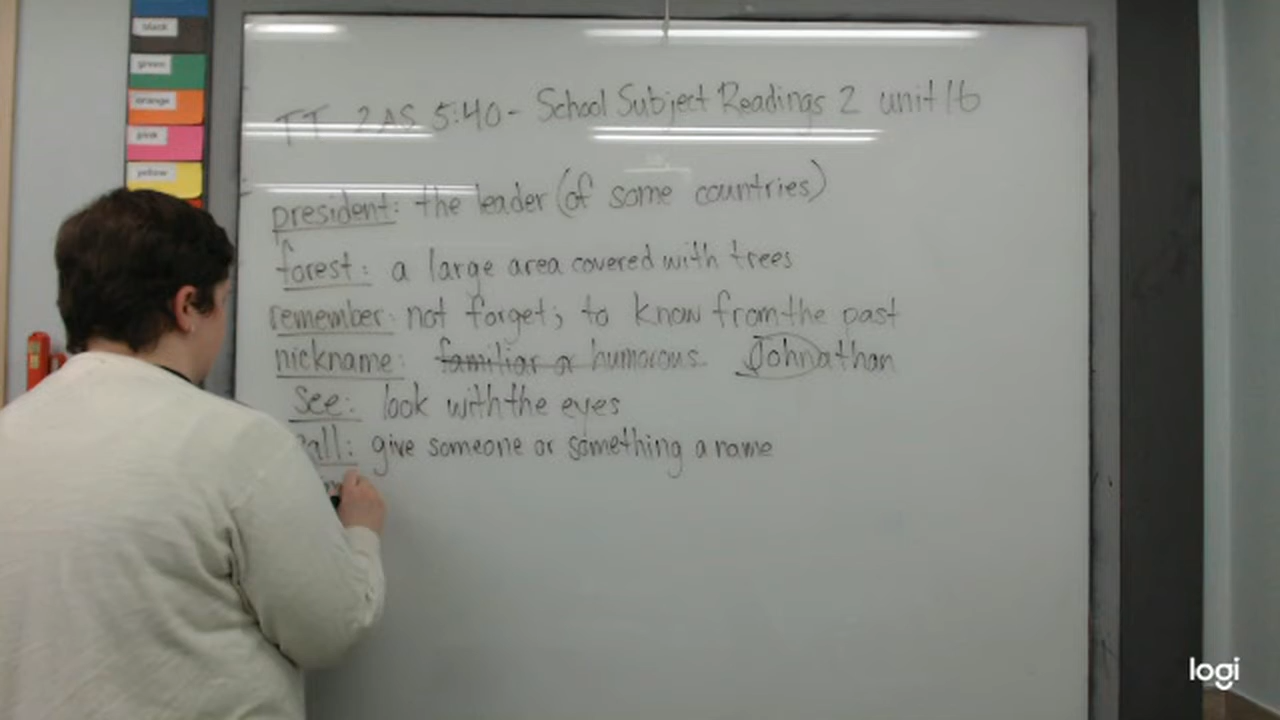 black
green
orange
pink
yellow
TT 2AS 5:40 - School Subject Readings 2 unit 16
president: the leader (of some countries)
forest: a large area covered with trees
remember: not forget; to know from the past
nickname: familiar or humorous Johnathan
See: look with the eyes
call: give someone or something a name
logi